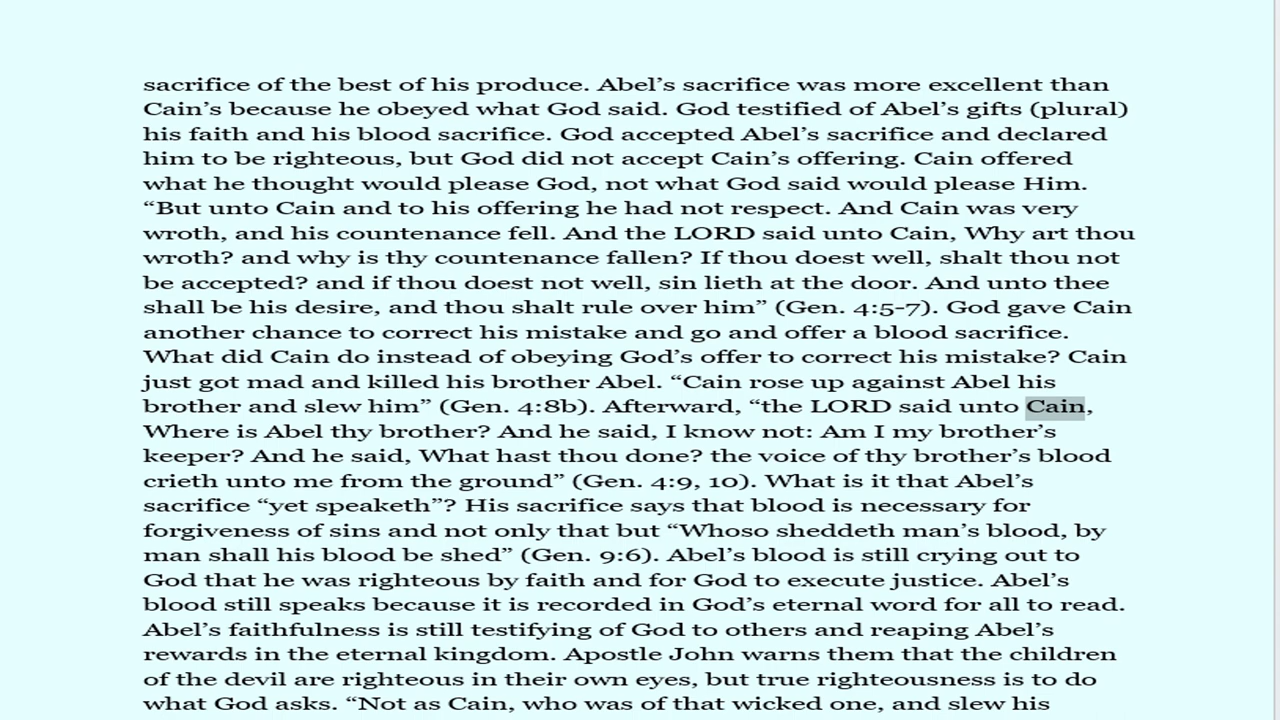 sacrifice of the best of his produce. Abel’s sacrifice was more excellent than
Cain’s because he obeyed what God said. God testified of Abel’s gifts (plural)
his faith and his blood sacrifice. God accepted Abel’s sacrifice and declared
him to be righteous, but God did not accept Cain’s offering. Cain offered
what he thought would please God, not what God said would please Him.
“But unto Cain and to his offering he had not respect. And Cain was very
wroth, and his countenance fell. And the LORD said unto Cain, Why art thou
wroth? and why is thy countenance fallen? If thou doest well, shalt thou not
be accepted? and if thou doest not well, sin lieth at the door. And unto thee
shall be his desire, and thou shalt rule over him” (Gen. 4:5-7). God gave Cain
another chance to correct his mistake and go and offer a blood sacrifice.
What did Cain do instead of obeying God’s offer to correct his mistake? Cain
just got mad and killed his brother Abel. “Cain rose up against Abel his
brother and slew him” (Gen. 4:8b). Afterward, “the LORD said unto Cain,
Where is Abel thy brother? And he said, I know not: Am I my brother’s
keeper? And he said, What hast thou done? the voice of thy brother’s blood
crieth unto me from the ground” (Gen. 4:9, 10). What is it that Abel’s
sacrifice “yet speaketh”? His sacrifice says that blood is necessary for
forgiveness of sins and not only that but “Whoso sheddeth man’s blood, by
man shall his blood be shed” (Gen. 9:6). Abel’s blood is still crying out to
God that he was righteous by faith and for God to execute justice. Abel’s
blood still speaks because it is recorded in God’s eternal word for all to read.
Abel’s faithfulness is still testifying of God to others and reaping Abel’s
rewards in the eternal kingdom. Apostle John warns them that the children
of the devil are righteous in their own eyes, but true righteousness is to do
what God asks. “Not as Cain, who was of that wicked one, and slew his